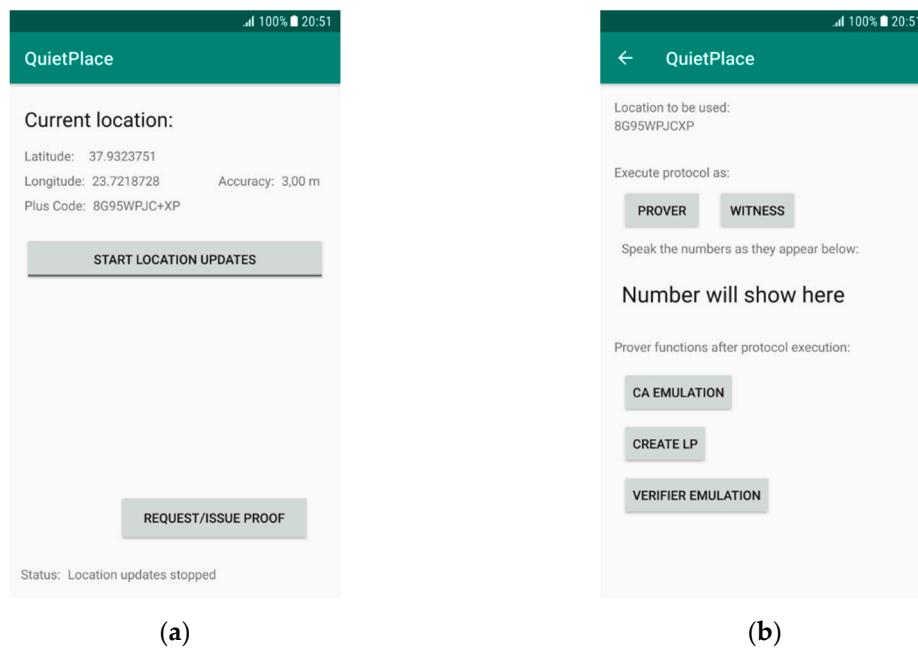 100% 20:51
QuietPlace
Current location:
Latitude: 37.9323751
Longitude: 23.7218728 Accuracy: 3,00 m
Plus Code: 8G95WPJC+XP
START LOCATION UPDATES
REQUEST/ISSUE PROOF
Status: Location updates stopped
(a)
100% 20:51
QuietPlace
Location to be used:
8G95WPJCXP
Execute protocol as:
PROVER WITNESS
Speak the numbers as they appear below:
Number will show here
Prover functions after protocol execution:
CA EMULATION
CREATE LP
VERIFIER EMULATION
(b)